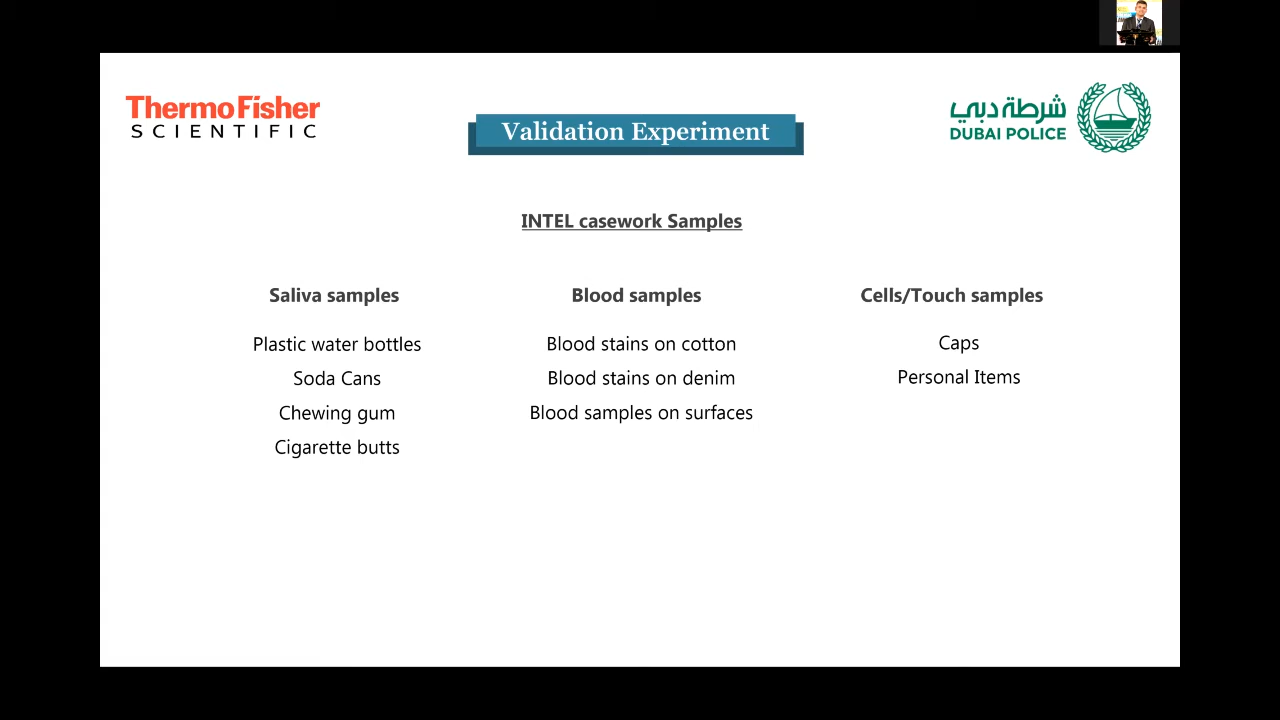 ThermoFisher
SCIENTIFIC
Validation Experiment
شرطة دبي
DUBAI POLICE
INTEL casework Samples
Saliva samples
Plastic water bottles
Soda Cans
Chewing gum
Cigarette butts
Blood samples
Blood stains on cotton
Blood stains on denim
Blood samples on surfaces
Cells/Touch samples
Caps
Personal Items